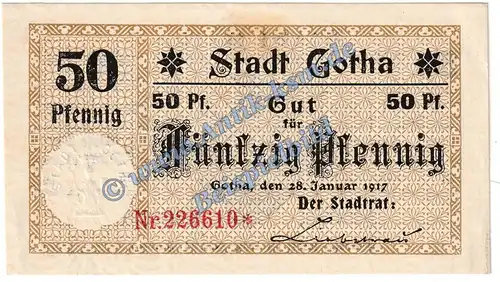 50
Pfennig
Stadt Gotha
50 Pf. Gut 50 Pf.
für
Fünfzig Pfennig
Gotha, den 28. Januar 1917
Der Stadtrat:
Nr. 226610*
Liebetrau